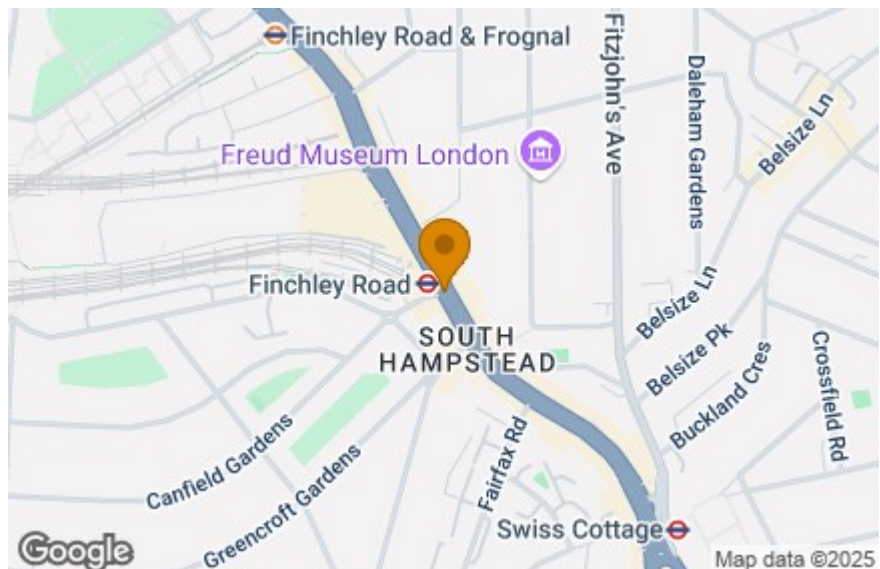 Finchley Road & Frognal
Fitzjohn's Ave
Daleham Gardens
Belsize Ln
Freud Museum London
Finchley Road
Belsize Ln
SOUTH
HAMPSTEAD
Belsize Pk
Buckland Cres
Crossfield Rd
Canfield Gardens
Greencroft Gardens
Fairfax Rd
Swiss Cottage
Google
Map data ©2025